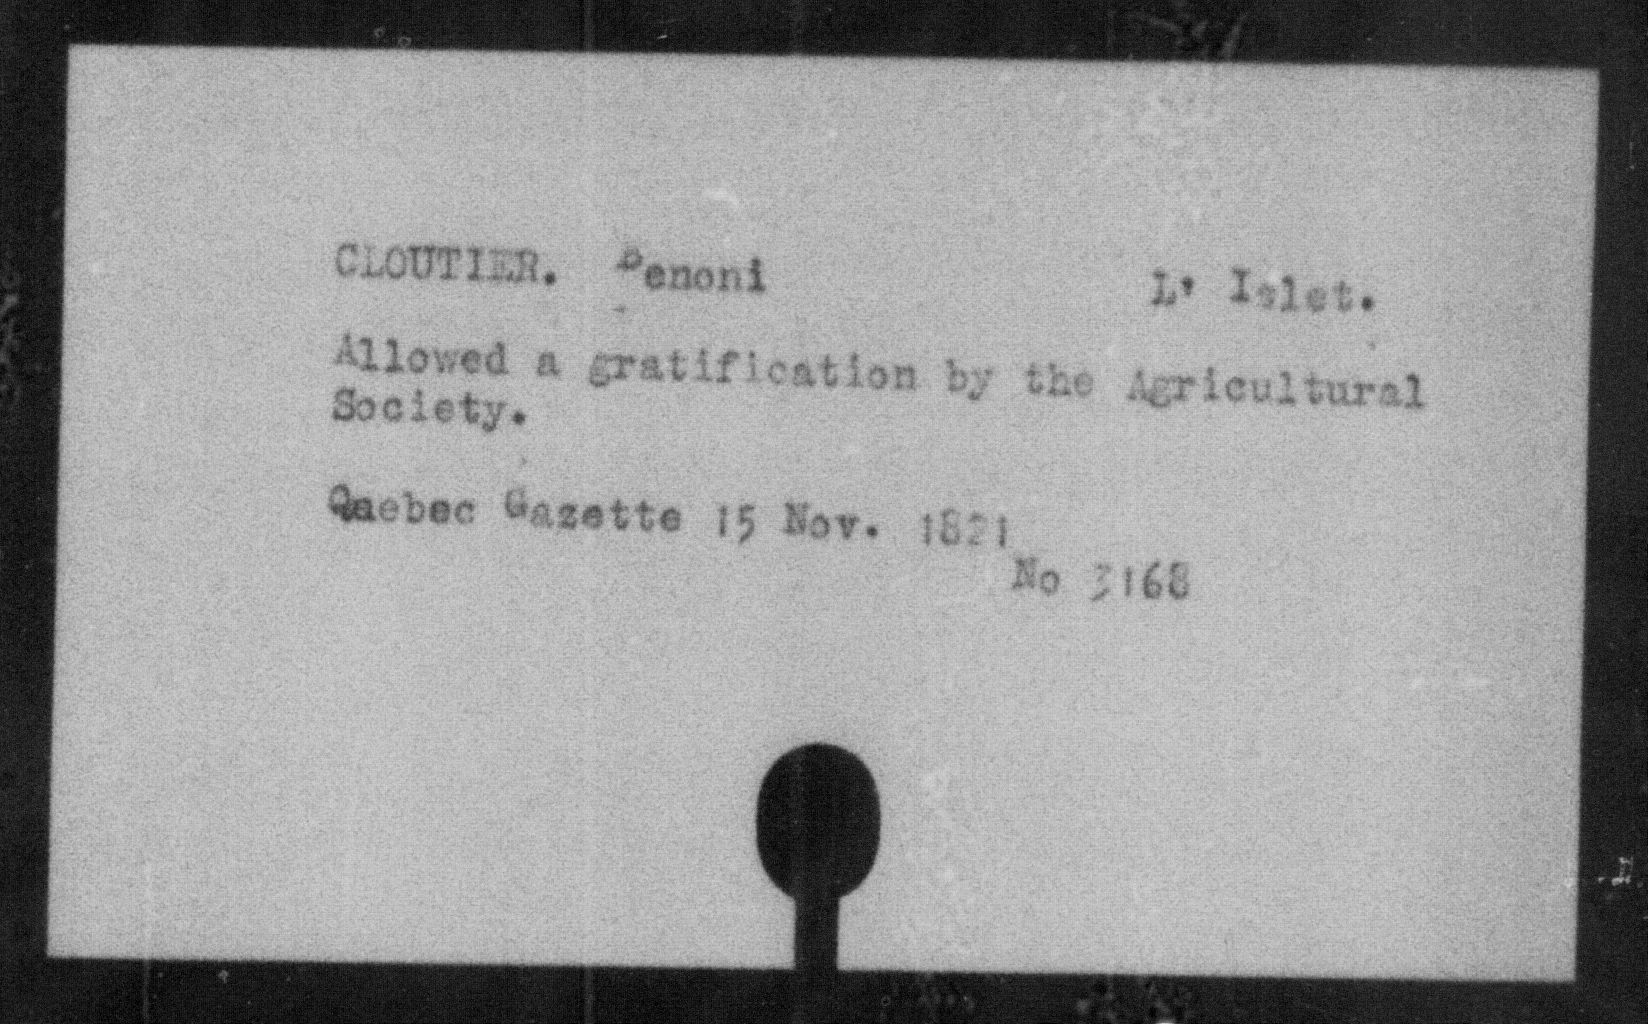 CLOUTIER. Benoni L' Islet.
Allowed a gratification by the Agricultural
Society.
Quebec Gazette 15 Nov. 1821
No 3168